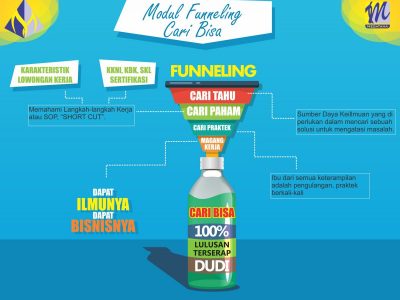 Modul Funneling
Cari Bisa
KARAKTERISTIK
LOWONGAN KERJA
KKNI, KBK, SKL
SERTIFIKASI
FUNNELING
CARI TAHU
CARI PAHAM
CARI PRAKTEK
MAGANG
KERJA
Memahami Langkah-langkah Kerja
atau SOP, "SHORT CUT".
Sumber Daya Keilmuan yang di
perlukan dalam mencari sebuah
solusi untuk mengatasi masalah.
Ibu dari semua keterampilan
adalah pengulangan, praktek
berkali-kali
DAPAT
ILMUNYA
DAPAT
BISNISNYA
CARI BISA
100%
LULUSAN
TERSERAP
DUDI